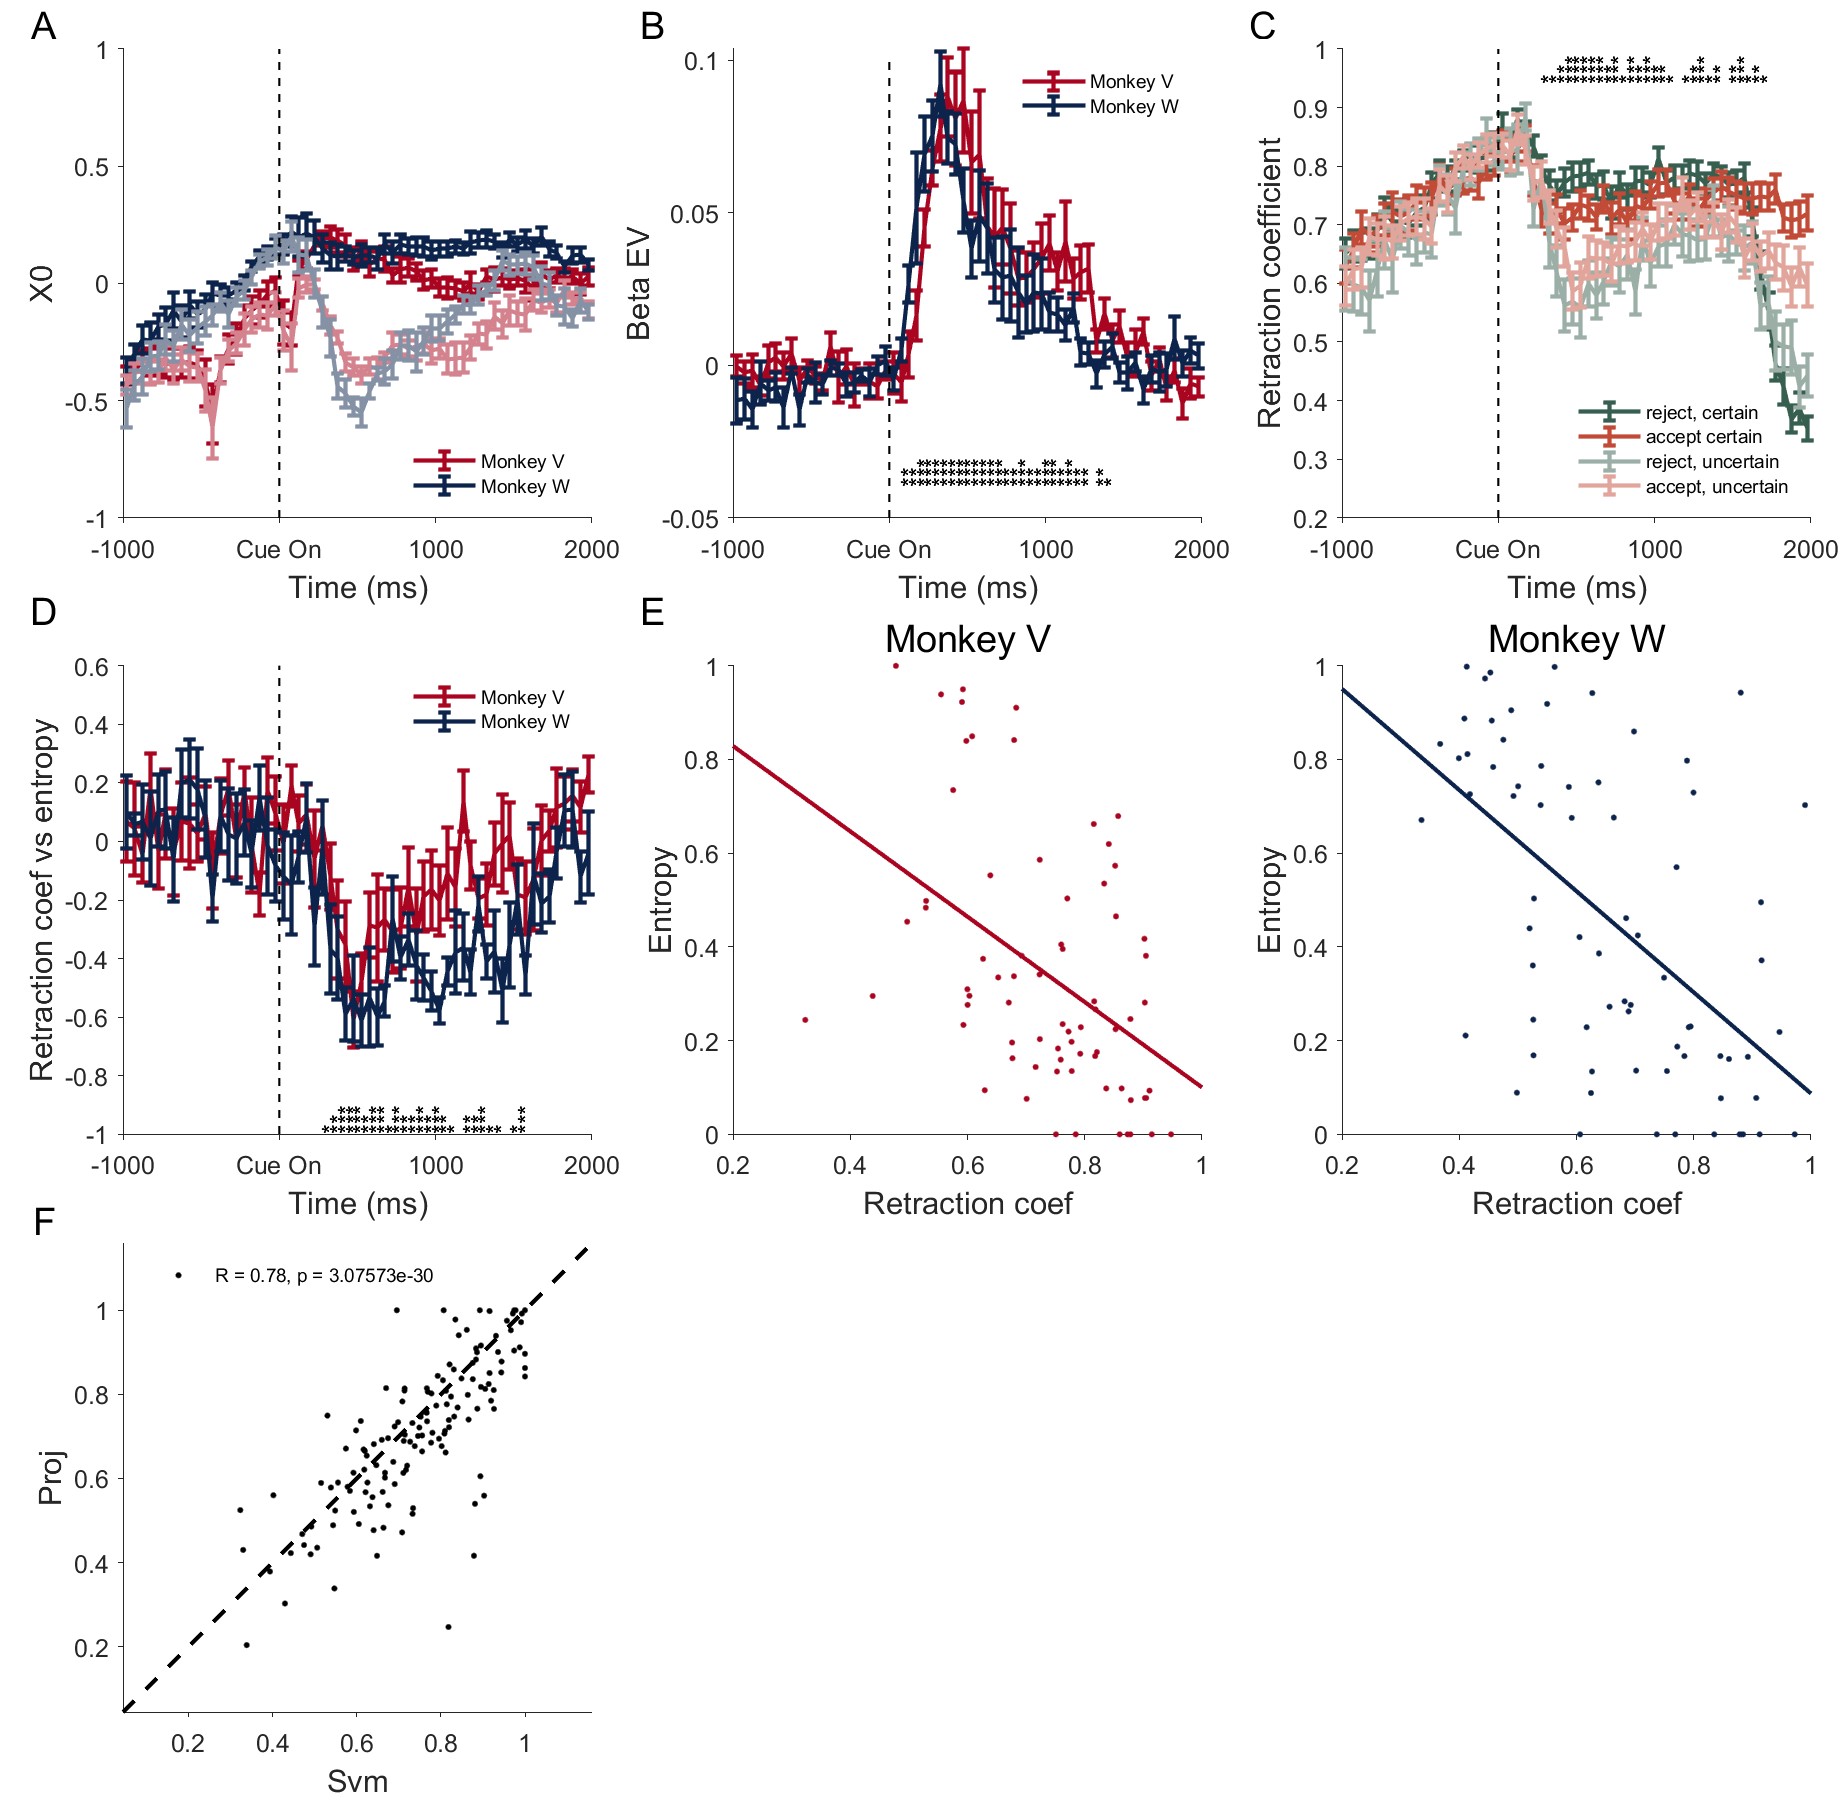 A
1
0.5
0
-0.5
-1
X0
Monkey V
Monkey W
-1000
Cue On
1000
2000
Time (ms)
B
0.1
0.05
0
-0.05
Beta EV
Monkey V
Monkey W
-1000
Cue On
1000
2000
Time (ms)
C
1
0.9
0.8
0.7
0.6
0.5
0.4
0.3
0.2
Retraction coefficient
reject, certain
accept certain
reject, uncertain
accept, uncertain
-1000
Cue On
1000
2000
Time (ms)
D
0.6
0.4
0.2
0
-0.2
-0.4
-0.6
-0.8
-1
Retraction coef vs entropy
Monkey V
Monkey W
-1000
Cue On
1000
2000
Time (ms)
E
Monkey V
1
0.8
0.6
0.4
0.2
0
Entropy
0.2
0.4
0.6
0.8
1
Retraction coef
Monkey W
1
0.8
0.6
0.4
0.2
0
Entropy
0.2
0.4
0.6
0.8
1
Retraction coef
F
R = 0.78, p = 3.07573e-30
1
0.8
0.6
0.4
0.2
Proj
0.2
0.4
0.6
0.8
1
Svm